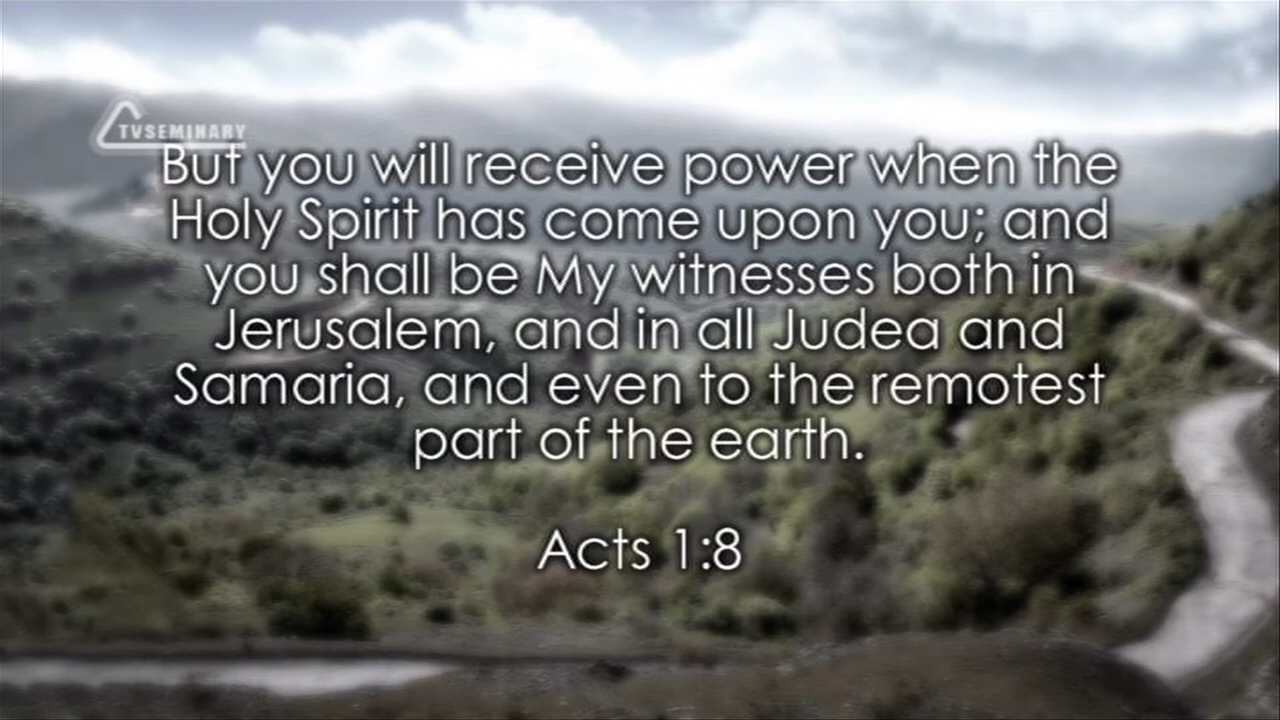 TVSEMINARY
But you will receive power when the
Holy Spirit has come upon you; and
you shall be My witnesses both in
Jerusalem, and in all Judea and
Samaria, and even to the remotest
part of the earth.
Acts 1:8